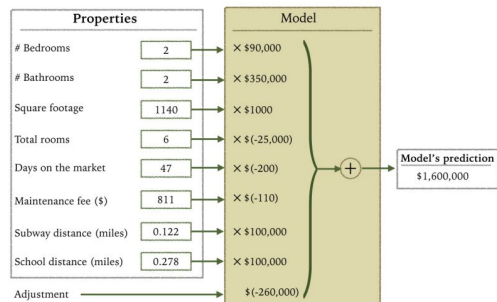 Properties
Model
# Bedrooms 2 × $90,000
# Bathrooms 2 × $350,000
Square footage 1140 × $1000
Total rooms 6 × $(-25,000)
Days on the market 47 × $(-200)
Maintenance fee ($) 811 × $(-110)
Subway distance (miles) 0.122 × $100,000
School distance (miles) 0.278 × $100,000
Adjustment $(-260,000)
+
Model's prediction
$1,600,000